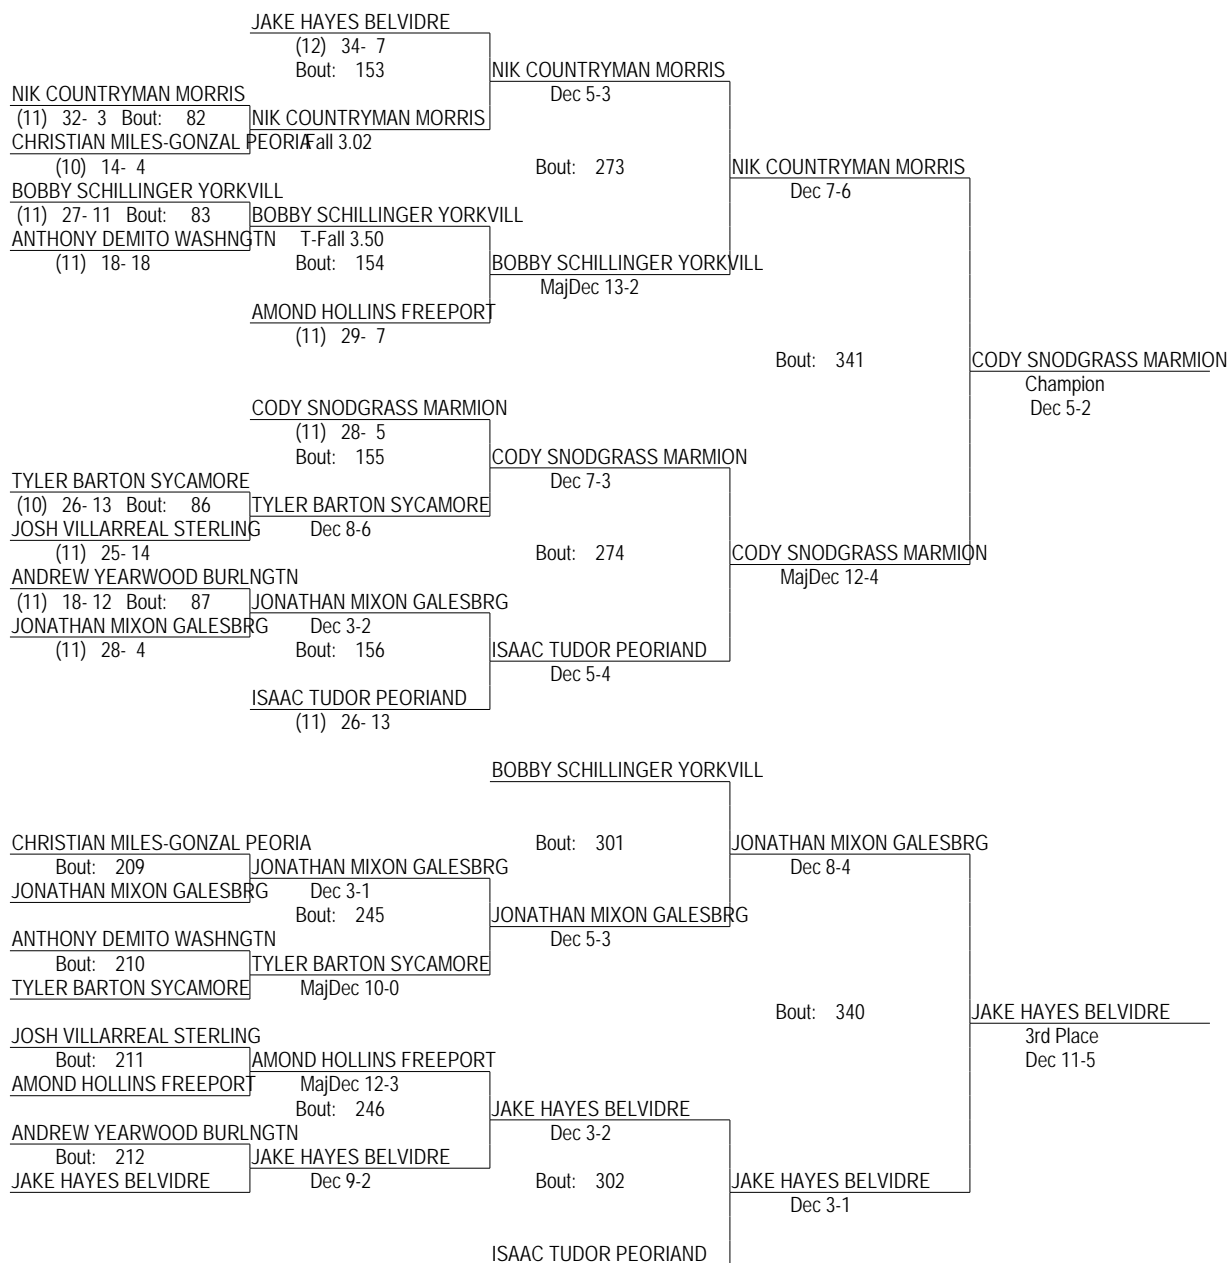 JAKE HAYES BELVIDRE
(12) 34- 7
Bout: 153
NIK COUNTRYMAN MORRIS
Dec 5-3
NIK COUNTRYMAN MORRIS
(11) 32- 3 Bout: 82
NIK COUNTRYMAN MORRIS
CHRISTIAN MILES-GONZAL PEORIA
Fall 3.02
(10) 14- 4
Bout: 273
NIK COUNTRYMAN MORRIS
Dec 7-6
BOBBY SCHILLINGER YORKVILL
(11) 27- 11 Bout: 83
BOBBY SCHILLINGER YORKVILL
ANTHONY DEMITO WASHNGTN
T-Fall 3.50
(11) 18- 18
Bout: 154
BOBBY SCHILLINGER YORKVILL
MajDec 13-2
AMOND HOLLINS FREEPORT
(11) 29- 7
Bout: 341
CODY SNODGRASS MARMION
Champion
Dec 5-2
CODY SNODGRASS MARMION
(11) 28- 5
Bout: 155
CODY SNODGRASS MARMION
Dec 7-3
TYLER BARTON SYCAMORE
(10) 26- 13 Bout: 86
TYLER BARTON SYCAMORE
JOSH VILLARREAL STERLING
Dec 8-6
(11) 25- 14
Bout: 274
CODY SNODGRASS MARMION
MajDec 12-4
ANDREW YEARWOOD BURLNGTN
(11) 18- 12 Bout: 87
JONATHAN MIXON GALESBRG
JONATHAN MIXON GALESBRG
Dec 3-2
(11) 28- 4
Bout: 156
ISAAC TUDOR PEORIAND
Dec 5-4
ISAAC TUDOR PEORIAND
(11) 26- 13
BOBBY SCHILLINGER YORKVILL
CHRISTIAN MILES-GONZAL PEORIA
Bout: 301
JONATHAN MIXON GALESBRG
Bout: 209
JONATHAN MIXON GALESBRG
Dec 8-4
JONATHAN MIXON GALESBRG
Dec 3-1
Bout: 245
JONATHAN MIXON GALESBRG
Dec 5-3
ANTHONY DEMITO WASHNGTN
Bout: 210
TYLER BARTON SYCAMORE
TYLER BARTON SYCAMORE
MajDec 10-0
Bout: 340
JAKE HAYES BELVIDRE
3rd Place
Dec 11-5
JOSH VILLARREAL STERLING
Bout: 211
AMOND HOLLINS FREEPORT
AMOND HOLLINS FREEPORT
MajDec 12-3
Bout: 246
JAKE HAYES BELVIDRE
Dec 3-2
ANDREW YEARWOOD BURLNGTN
Bout: 212
JAKE HAYES BELVIDRE
JAKE HAYES BELVIDRE
Dec 9-2
Bout: 302
JAKE HAYES BELVIDRE
Dec 3-1
ISAAC TUDOR PEORIAND